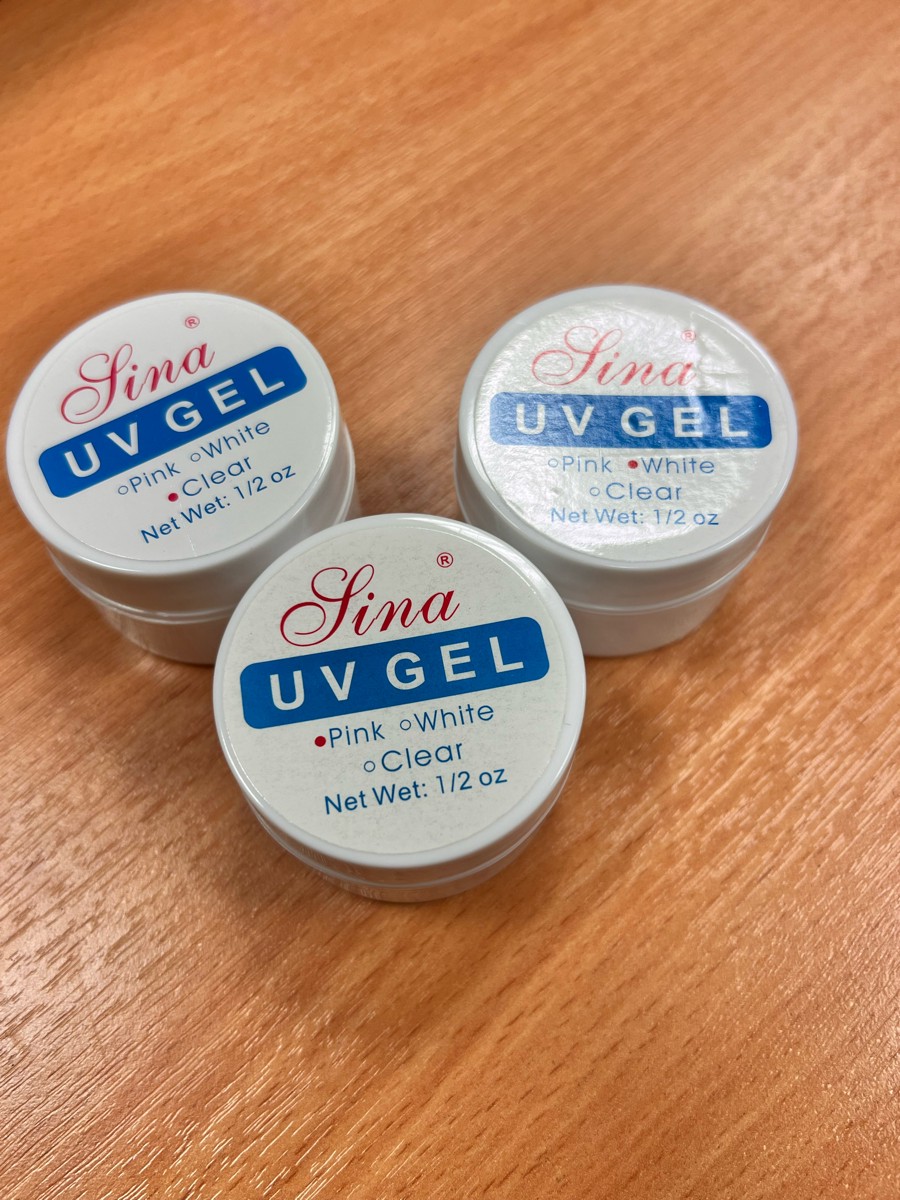 Sina ®
UV GEL
○Pink ○White
●Clear
Net Wet: 1/2 oz
Sina ®
UV GEL
○Pink ●White
○Clear
Net Wet: 1/2 oz
Sina ®
UV GEL
●Pink ○White
○Clear
Net Wet: 1/2 oz